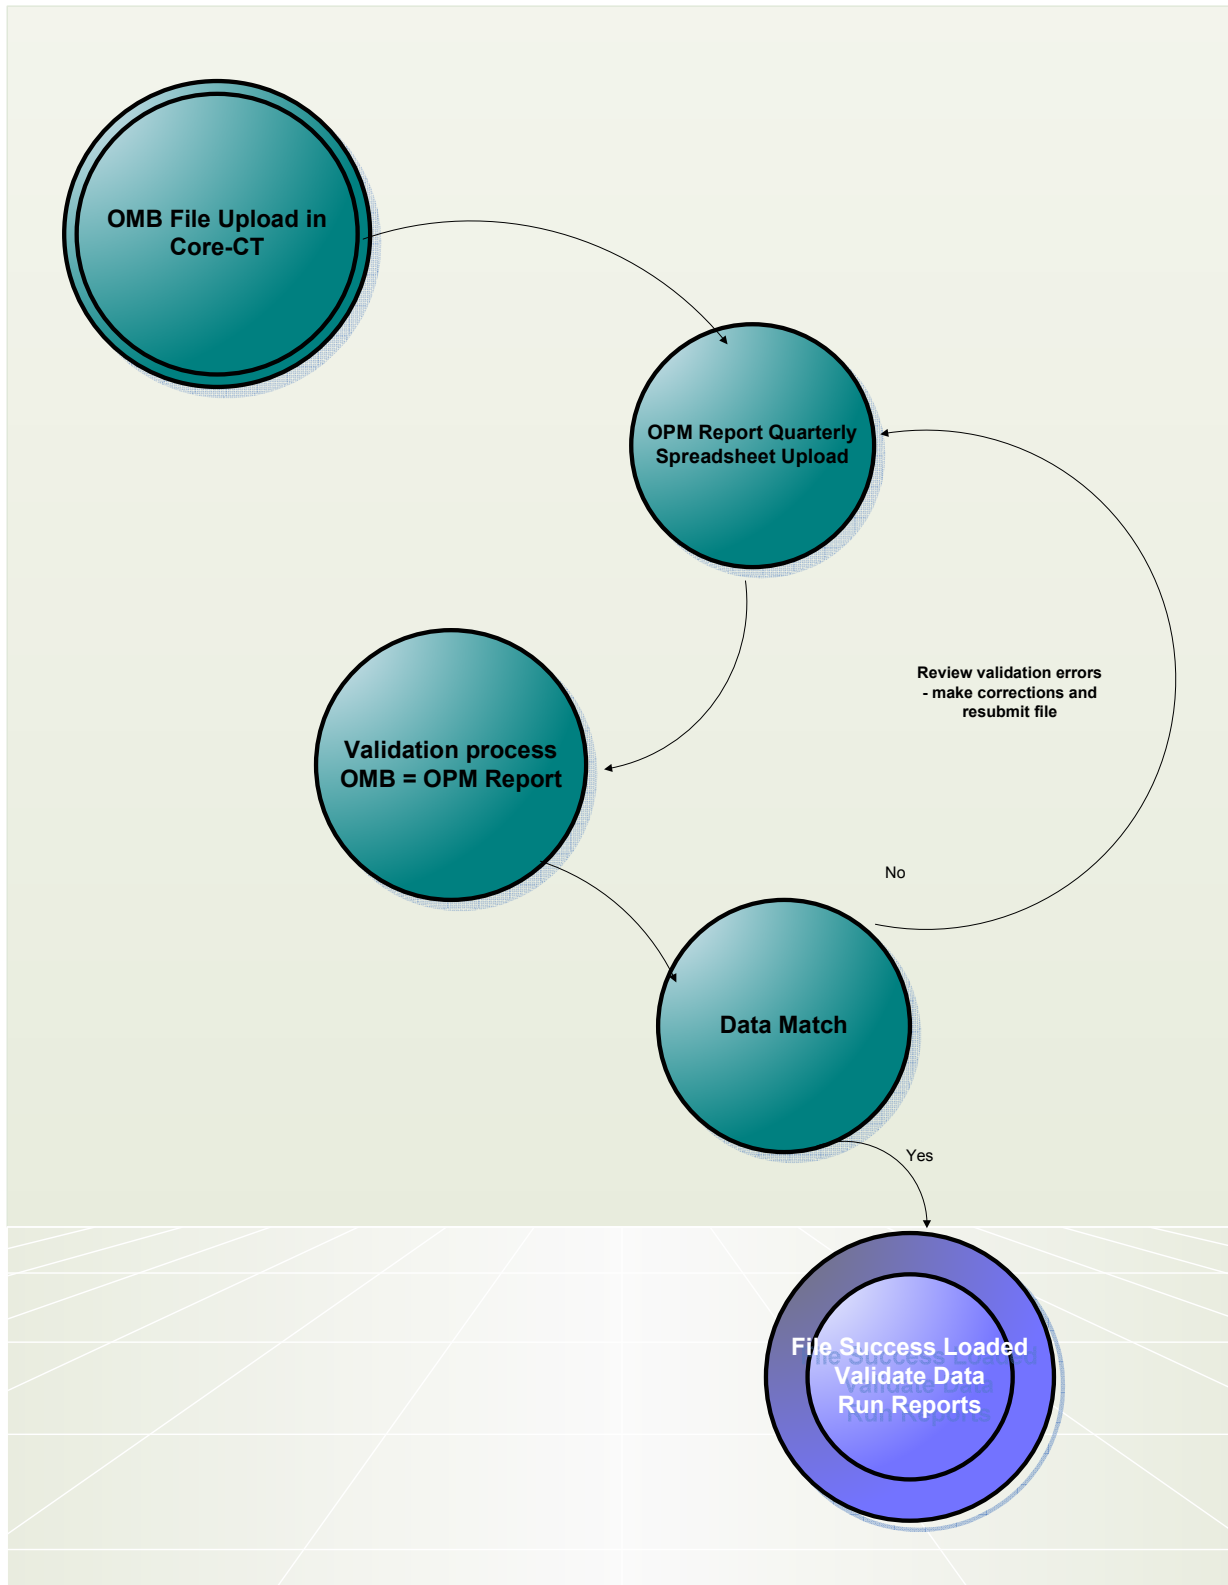 OMB File Upload in
Core-CT
OPM Report Quarterly
Spreadsheet Upload
Review validation errors
- make corrections and
resubmit file
Validation process
OMB = OPM Report
No
Data Match
Yes
File Success Loaded
Validate Data
Run Reports